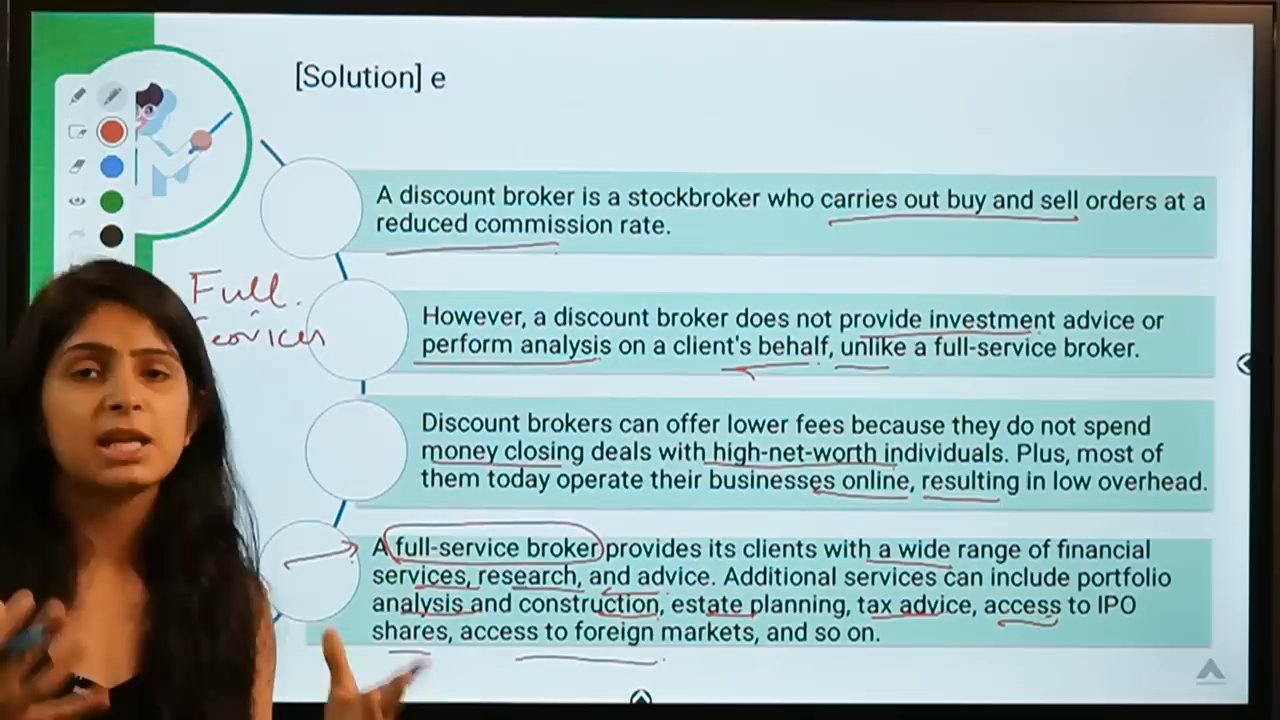 [Solution] e
A discount broker is a stockbroker who carries out buy and sell orders at a
reduced commission rate.
Full
Services
However, a discount broker does not provide investment advice or
perform analysis on a client's behalf, unlike a full-service broker.
Discount brokers can offer lower fees because they do not spend
money closing deals with high-net-worth individuals. Plus, most of
them today operate their businesses online, resulting in low overhead.
A full-service broker provides its clients with a wide range of financial
services, research, and advice. Additional services can include portfolio
analysis and construction, estate planning, tax advice, access to IPO
shares, access to foreign markets, and so on.